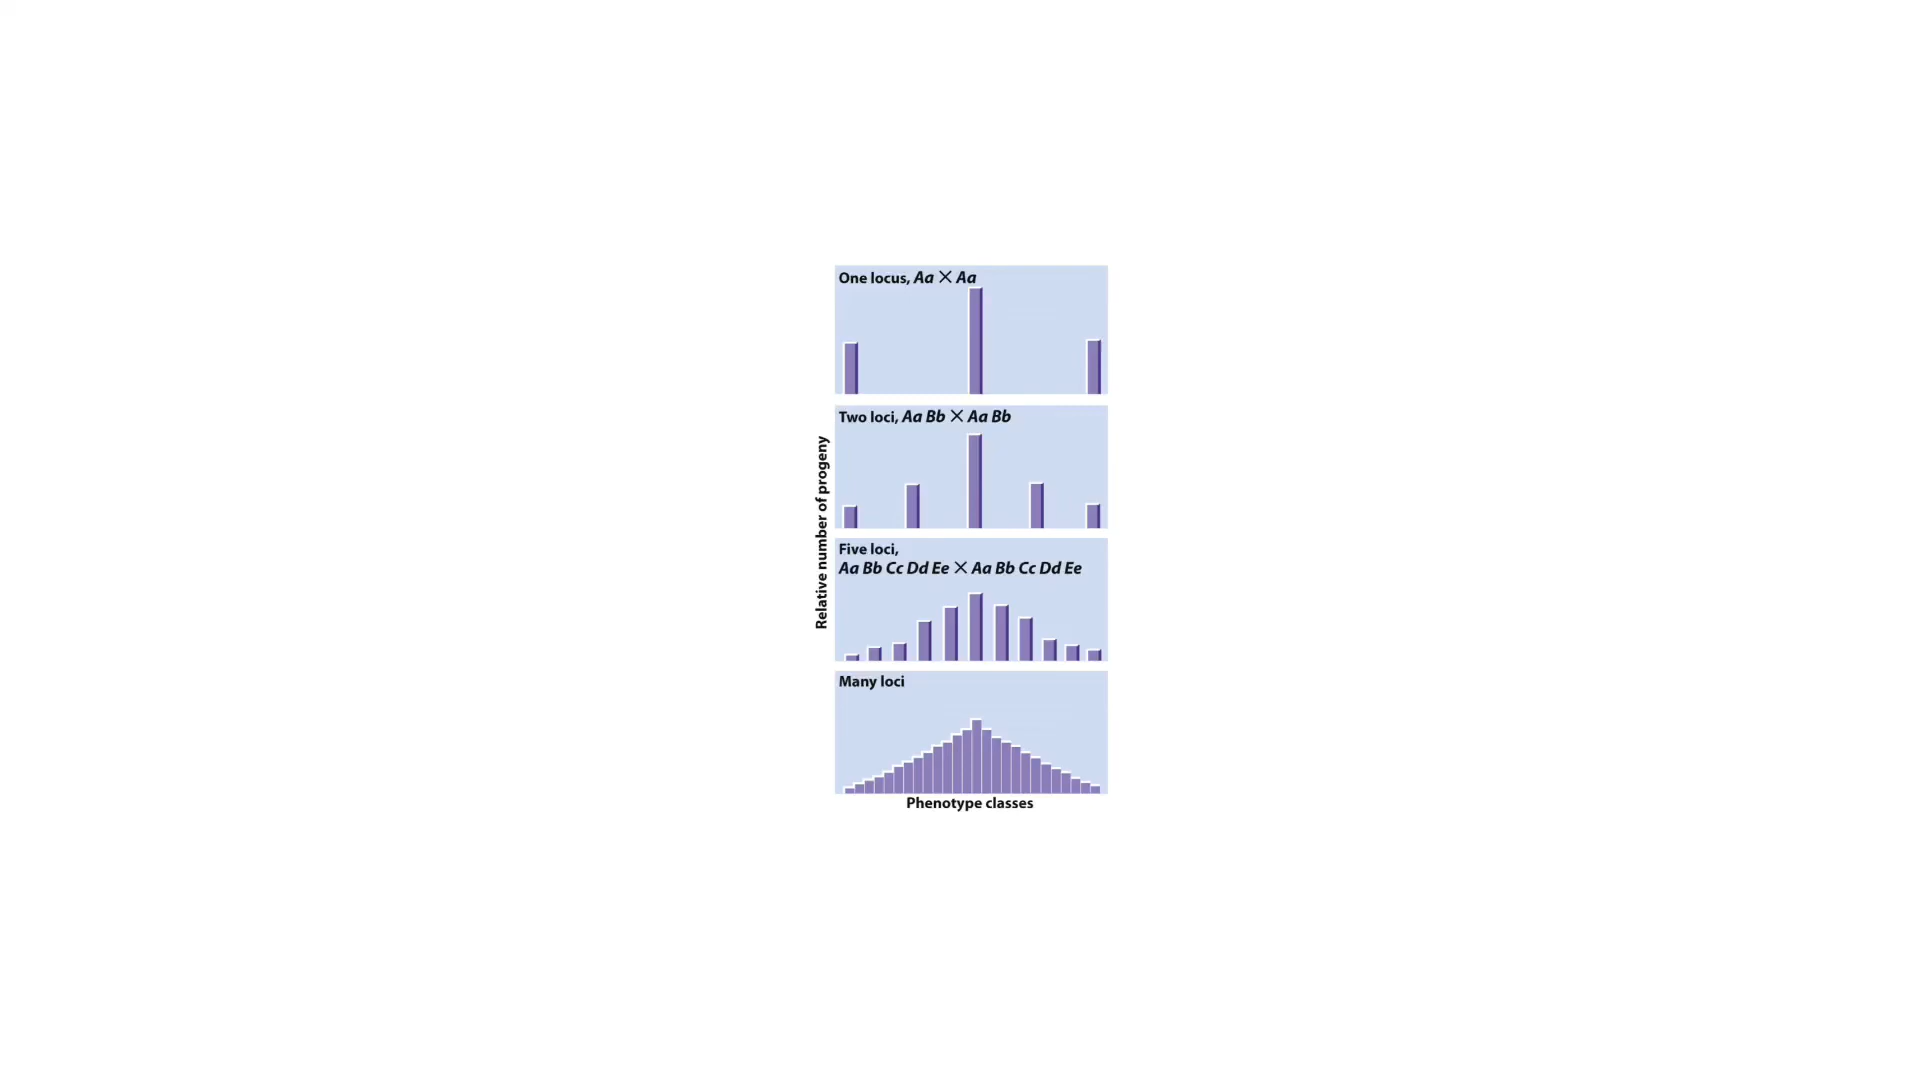 One locus, Aa × Aa
Two loci, Aa Bb × Aa Bb
Relative number of progeny
Five loci,
Aa Bb Cc Dd Ee × Aa Bb Cc Dd Ee
Many loci
Phenotype classes